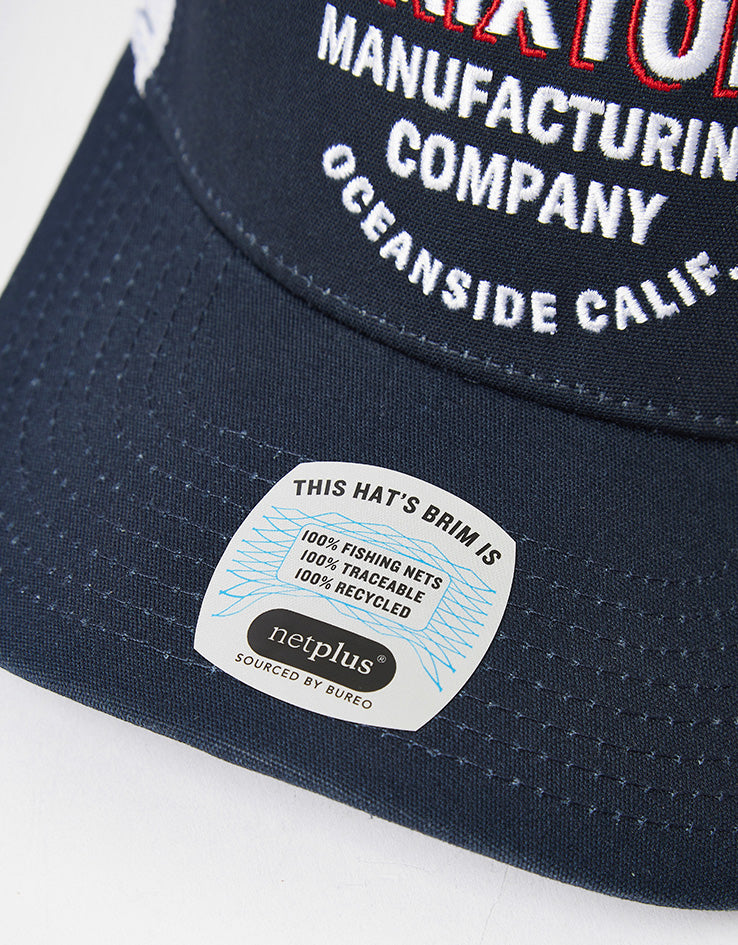 MANUFACTURIN
COMPANY
OCEANSIDE CALIF.
THIS HAT'S BRIM IS
100% FISHING NETS
100% TRACEABLE
100% RECYCLED
netplus®
SOURCED BY BUREO